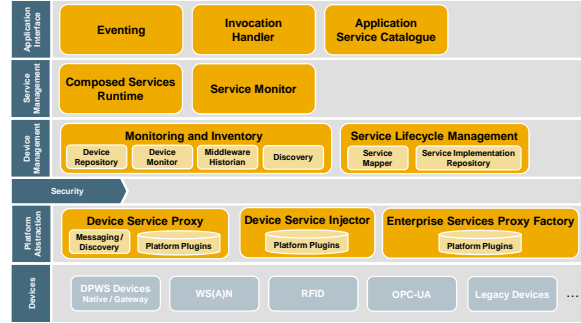 Application
Interface
Eventing
Invocation
Handler
Application
Service Catalogue
Service
Management
Composed Services
Runtime
Service Monitor
Device
Management
Monitoring and Inventory
Device
Repository
Device
Monitor
Middleware
Historian
Discovery
Service Lifecycle Management
Service
Mapper
Service Implementation
Repository
Security
Platform
Abstraction
Device Service Proxy
Messaging /
Discovery
Platform Plugins
Device Service Injector
Platform Plugins
Enterprise Services Proxy Factory
Platform Plugins
Devices
DPWS Devices
Native / Gateway
WS(A)N
RFID
OPC-UA
Legacy Devices
...